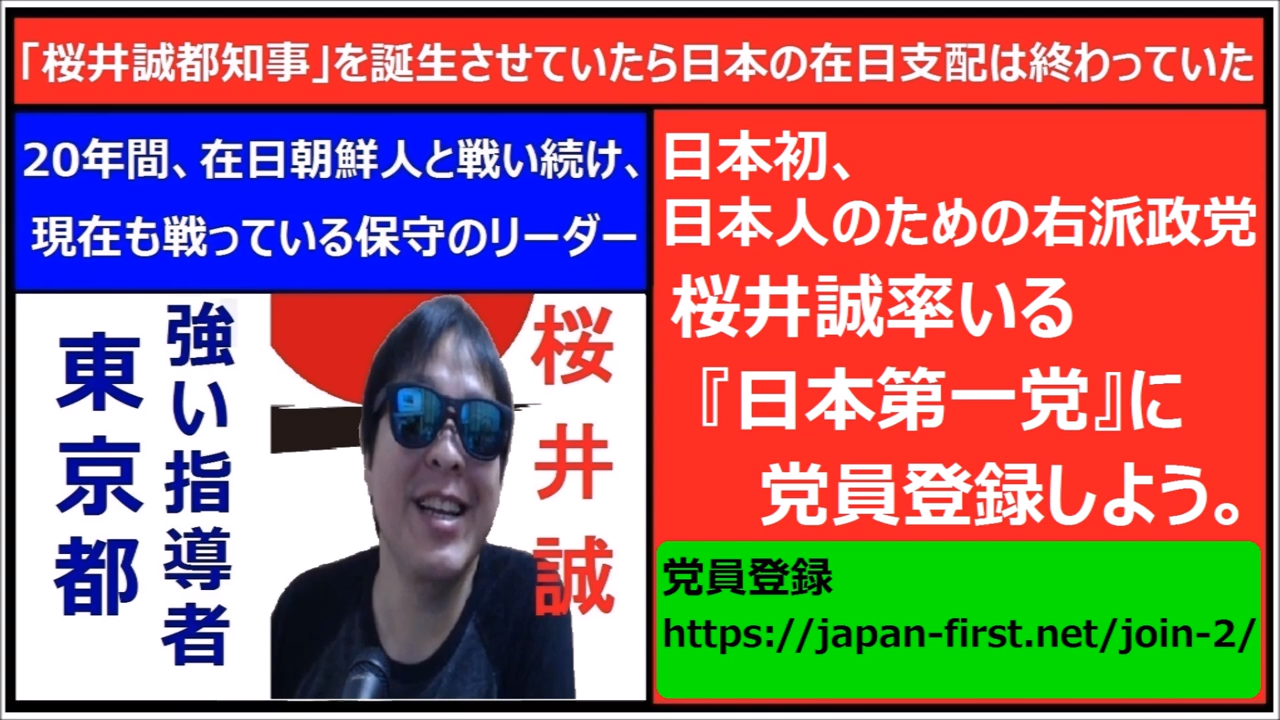 「桜井誠都知事」を誕生させていたら日本の在日支配は終わっていた
20年間、在日朝鮮人と戦い続け、
現在も戦っている保守のリーダー
日本初、
日本人のための右派政党
桜井誠率いる
『日本第一党』に
党員登録しよう。
桜井誠
強い指導者
東京都
党員登録
https://japan-first.net/join-2/